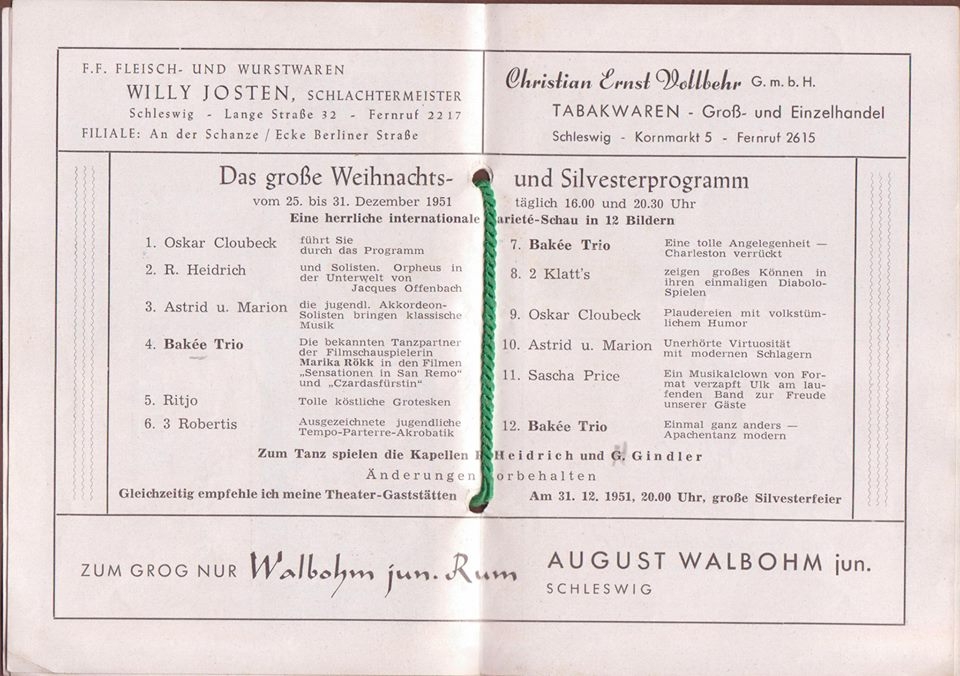 F.F. FLEISCH- UND WURSTWAREN
WILLY JOSTEN, SCHLACHTERMEISTER
Schleswig - Lange Straße 32 - Fernruf 2217
FILIALE: An der Schanze / Ecke Berliner Straße
Christian Ernst Vollbehr G. m. b. H.
TABAKWAREN - Groß- und Einzelhandel
Schleswig - Kornmarkt 5 - Fernruf 2615
Das große Weihnachts- und Silvesterprogramm
vom 25. bis 31. Dezember 1951 täglich 16.00 und 20.30 Uhr
Eine herrliche internationale arieté-Schau in 12 Bildern
1. Oskar Cloubeck führt Sie
durch das Programm
2. R. Heidrich und Solisten. Orpheus in
der Unterwelt von
Jacques Offenbach
3. Astrid u. Marion die jugendl. Akkordeon-
Solisten bringen klassische
Musik
4. Bakée Trio Die bekannten Tanzpartner
der Filmschauspielerin
Marika Rökk in den Filmen
„Sensationen in San Remo“
und „Czardasfürstin“
5. Ritjo Tolle köstliche Grotesken
6. 3 Robertis Ausgezeichnete jugendliche
Tempo-Parterre-Akrobatik
7. Bakée Trio Eine tolle Angelegenheit —
Charleston verrückt
8. 2 Klatt's zeigen großes Können in
ihren einmaligen Diabolo-
Spielen
9. Oskar Cloubeck Plaudereien mit volkstüm-
lichem Humor
10. Astrid u. Marion Unerhörte Virtuosität
mit modernen Schlagern
11. Sascha Price Ein Musikalclown von For-
mat verzapft Ulk am lau-
fenden Band zur Freude
unserer Gäste
12. Bakée Trio Einmal ganz anders —
Apachentanz modern
Zum Tanz spielen die Kapellen Heidrich und G. Gindler
Änderungen orbehalten
Gleichzeitig empfehle ich meine Theater-Gaststätten Am 31. 12. 1951, 20.00 Uhr, große Silvesterfeier
ZUM GROG NUR Walbohm jun. Rum
AUGUST WALBOHM jun.
SCHLESWIG